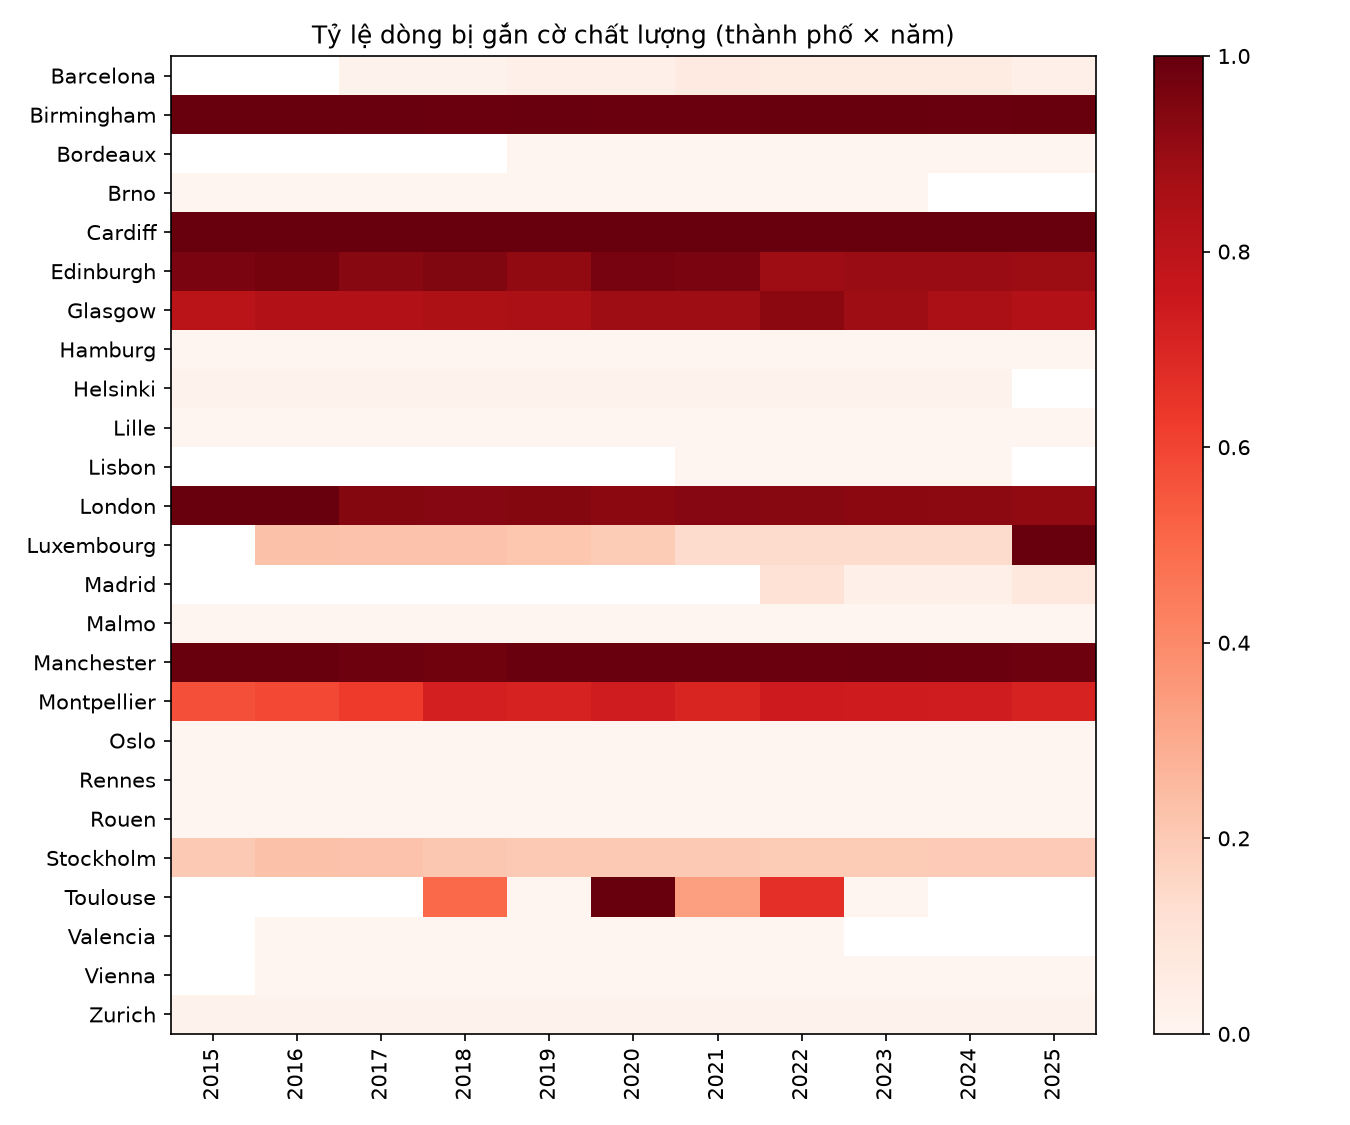 Tỷ lệ dòng bị gắn cờ chất lượng (thành phố × năm)
Barcelona
Birmingham
Bordeaux
Brno
Cardiff
Edinburgh
Glasgow
Hamburg
Helsinki
Lille
Lisbon
London
Luxembourg
Madrid
Malmo
Manchester
Montpellier
Oslo
Rennes
Rouen
Stockholm
Toulouse
Valencia
Vienna
Zurich
2015
2016
2017
2018
2019
2020
2021
2022
2023
2024
2025
1.0
0.8
0.6
0.4
0.2
0.0